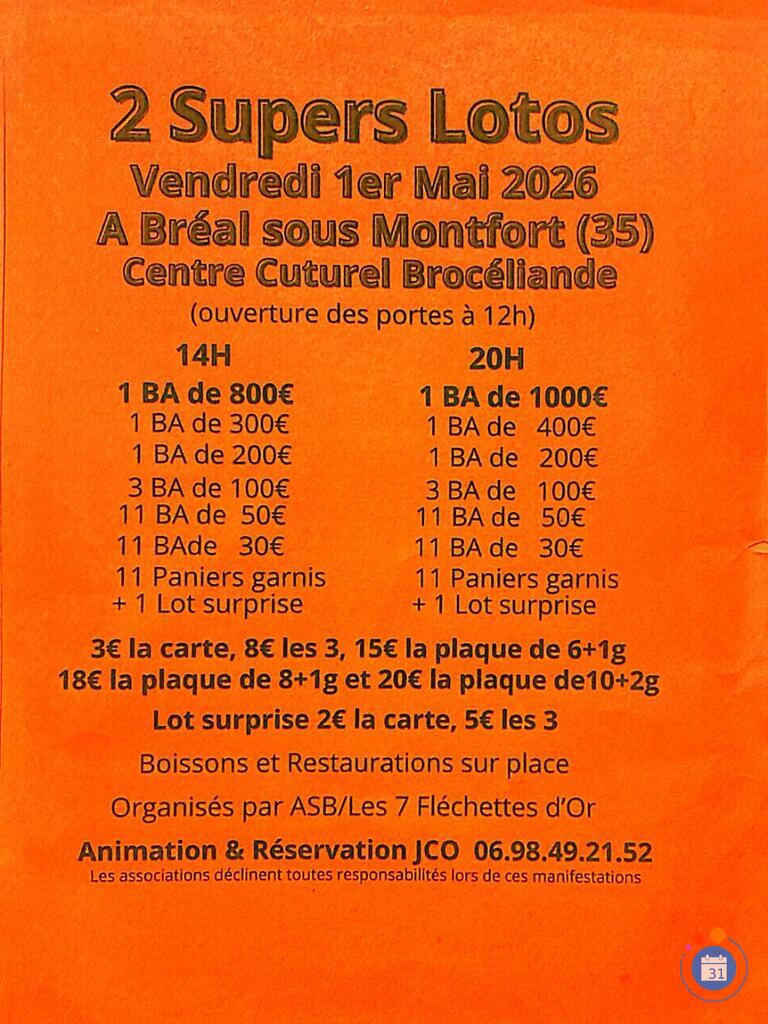 2 Supers Lotos
Vendredi 1er Mai 2026
A Bréal sous Montfort (35)
Centre Cuturel Brocéliande
(ouverture des portes à 12h)
14H
1 BA de 800€
1 BA de 300€
1 BA de 200€
3 BA de 100€
11 BA de 50€
11 BAde 30€
11 Paniers garnis
+ 1 Lot surprise
20H
1 BA de 1000€
1 BA de 400€
1 BA de 200€
3 BA de 100€
11 BA de 50€
11 BA de 30€
11 Paniers garnis
+ 1 Lot surprise
3€ la carte, 8€ les 3, 15€ la plaque de 6+1g
18€ la plaque de 8+1g et 20€ la plaque de10+2g
Lot surprise 2€ la carte, 5€ les 3
Boissons et Restaurations sur place
Organisés par ASB/Les 7 Fléchettes d'Or
Animation & Réservation JCO 06.98.49.21.52
Les associations déclinent toutes responsabilités lors de ces manifestations
31